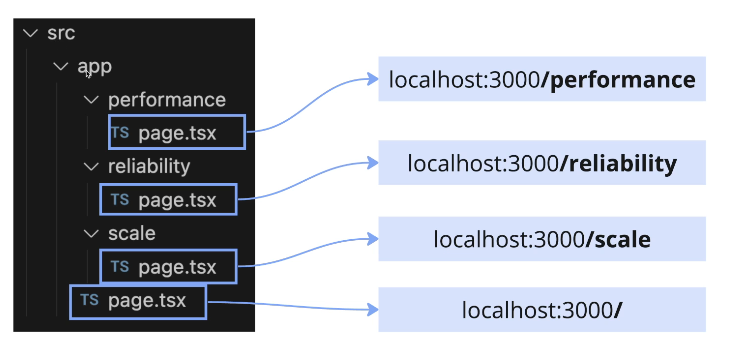 src
app
performance
TS page.tsx
reliability
TS page.tsx
scale
TS page.tsx
TS page.tsx
localhost:3000/performance
localhost:3000/reliability
localhost:3000/scale
localhost:3000/